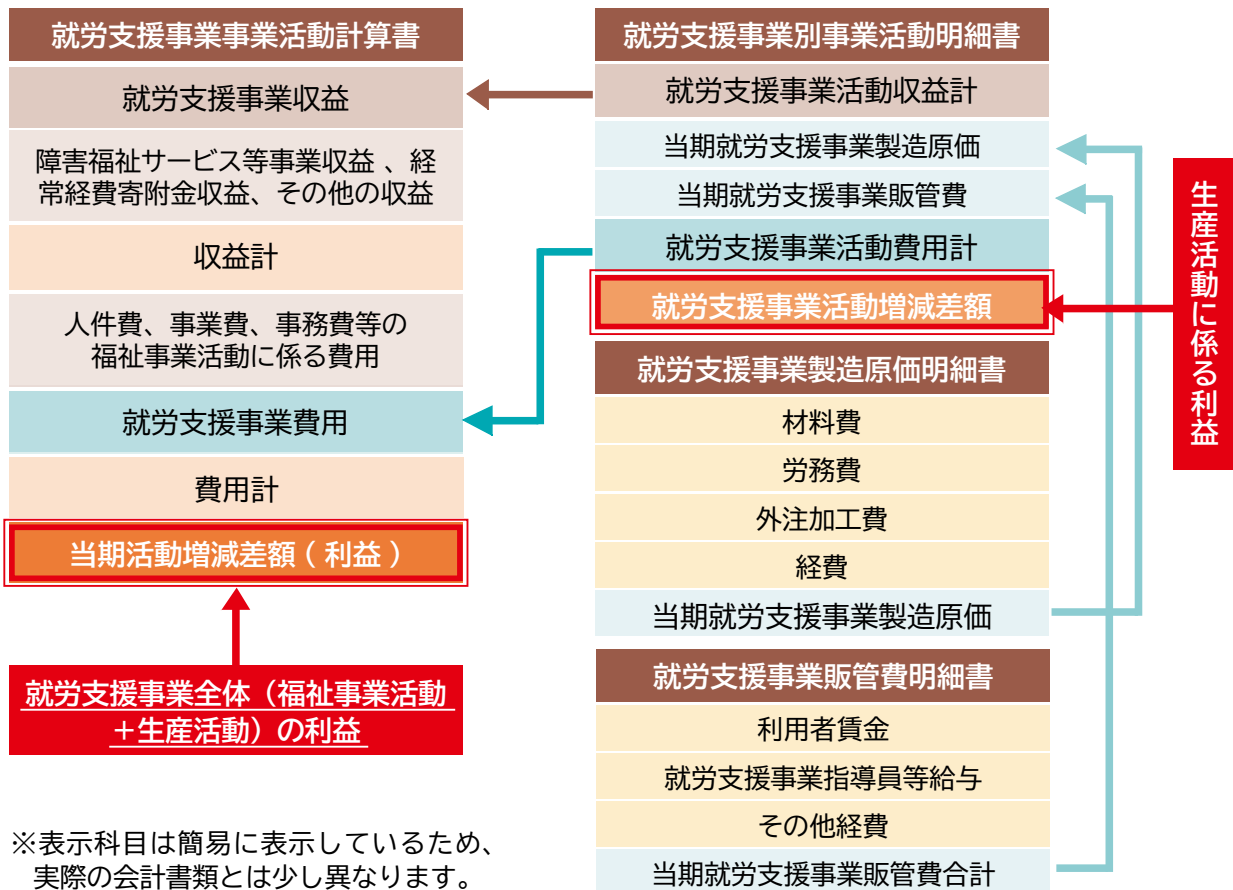 就労支援事業事業活動計算書
就労支援事業収益
障害福祉サービス等事業収益 、経
常経費寄附金収益、その他の収益
収益計
人件費、事業費、事務費等の
福祉事業活動に係る費用
就労支援事業費用
費用計
当期活動増減差額（ 利益 ）
就労支援事業全体（福祉事業活動
＋生産活動）の利益
※表示科目は簡易に表示しているため、
実際の会計書類とは少し異なります。
就労支援事業別事業活動明細書
就労支援事業活動収益計
当期就労支援事業製造原価
当期就労支援事業販管費
就労支援事業活動費用計
就労支援事業活動増減差額
就労支援事業製造原価明細書
材料費
労務費
外注加工費
経費
当期就労支援事業製造原価
就労支援事業販管費明細書
利用者賃金
就労支援事業指導員等給与
その他経費
当期就労支援事業販管費合計
生産活動に係る利益